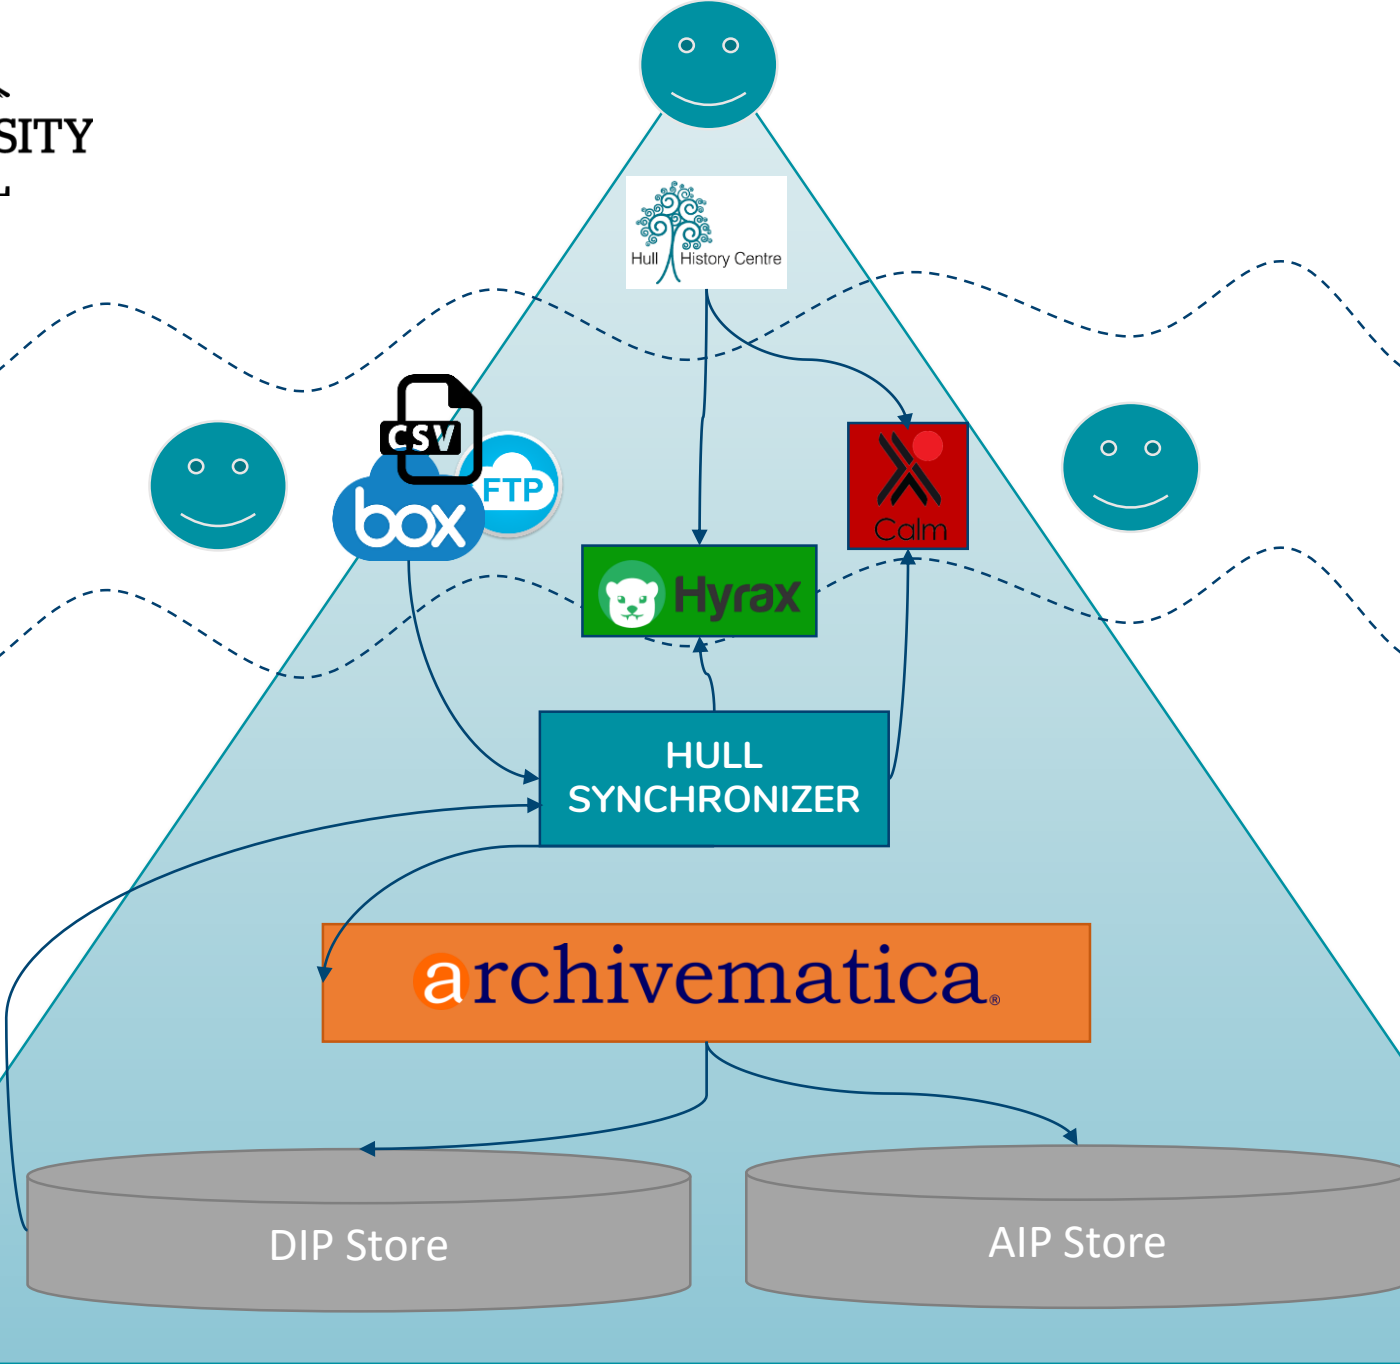 SITY
Hull History Centre
CSV
FTP
box
Calm
Hyrax
HULL
SYNCHRONIZER
archivematica®
DIP Store
AIP Store